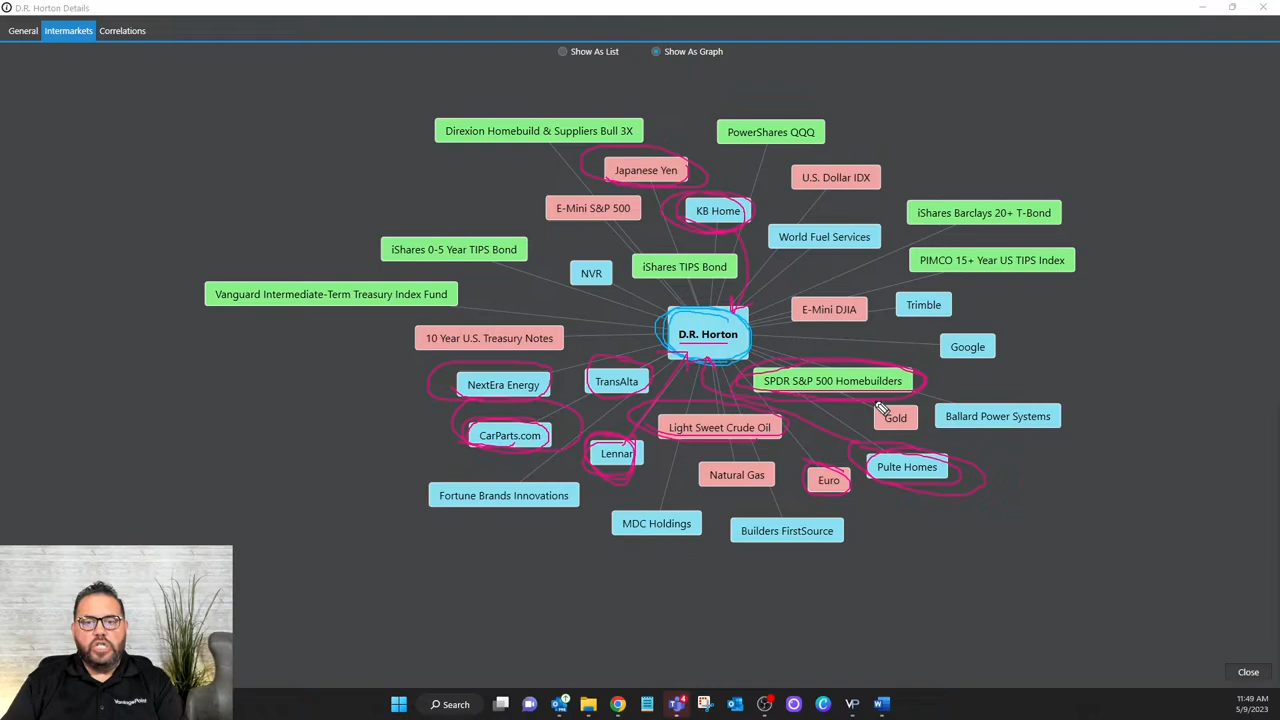 D.R. Horton Details
General Intermarkets Correlations
Show As List Show As Graph
Direxion Homebuild & Suppliers Bull 3X
PowerShares QQQ
Japanese Yen
U.S. Dollar IDX
E-Mini S&P 500
KB Home
iShares Barclays 20+ T-Bond
World Fuel Services
iShares 0-5 Year TIPS Bond
PIMCO 15+ Year US TIPS Index
NVR
iShares TIPS Bond
Vanguard Intermediate-Term Treasury Index Fund
E-Mini DJIA
Trimble
10 Year U.S. Treasury Notes
D.R. Horton
Google
NextEra Energy
TransAlta
SPDR S&P 500 Homebuilders
Gold
Ballard Power Systems
CarParts.com
Light Sweet Crude Oil
Lennar
Pulte Homes
Natural Gas
Euro
Fortune Brands Innovations
MDC Holdings
Builders FirstSource
Close
VantagePoint
Search
4
VP
11:49 AM
5/9/2023